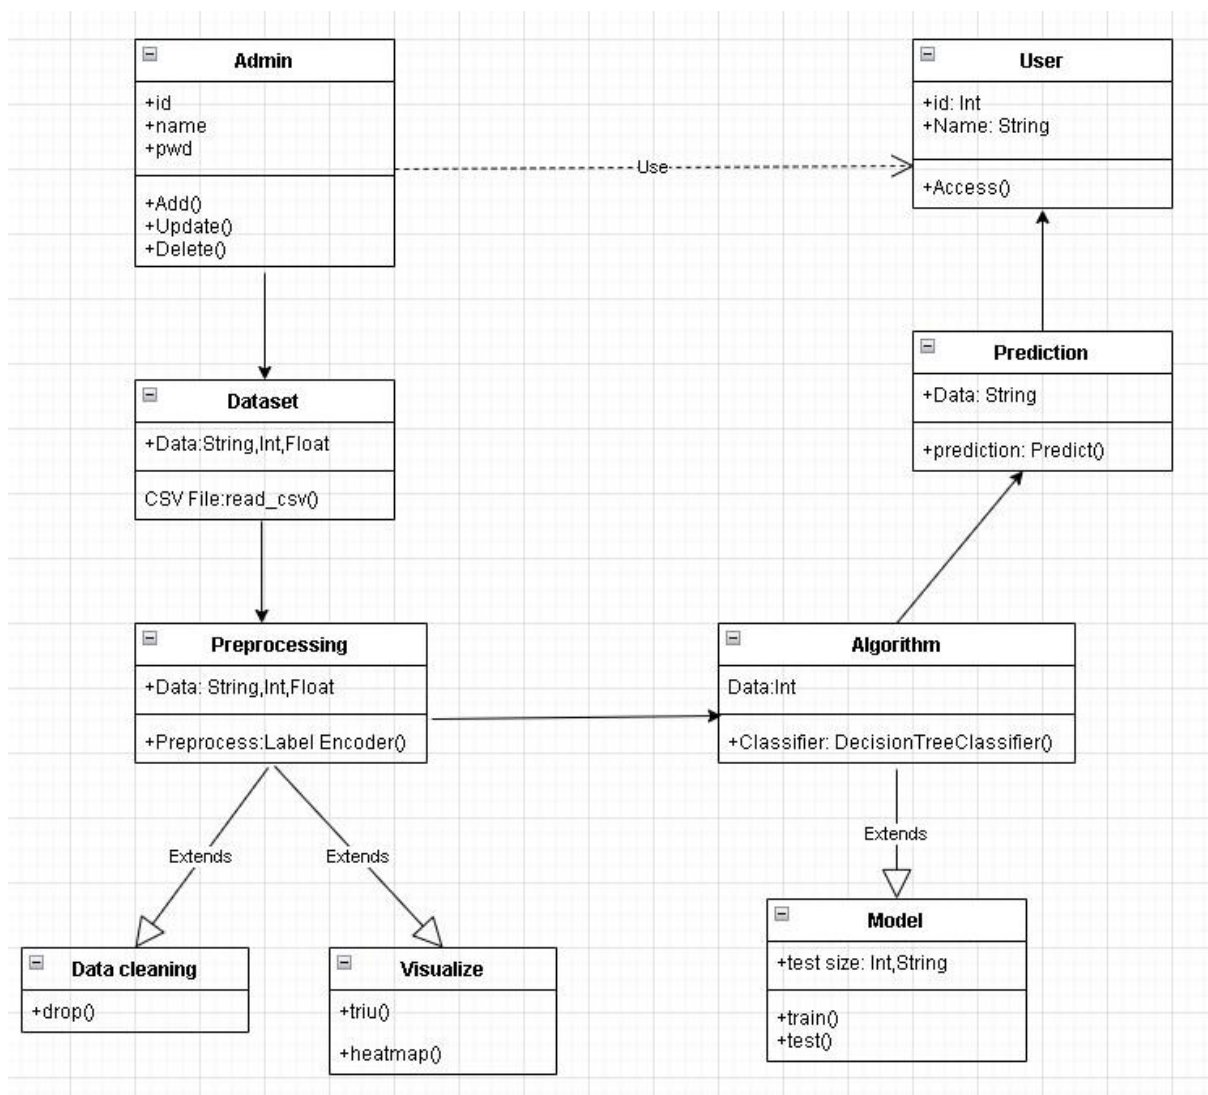 Admin
+id
+name
+pwd
+Add()
+Update()
+Delete()
Use
User
+id: Int
+Name: String
+Access()
Dataset
+Data:String,Int,Float
CSV File:read_csv()
Prediction
+Data: String
+prediction: Predict()
Preprocessing
+Data: String,Int,Float
+Preprocess:Label Encoder()
Algorithm
Data:Int
+Classifier: DecisionTreeClassifier()
Extends
Extends
Extends
Data cleaning
+drop()
Visualize
+triu()
+heatmap()
Model
+test size: Int,String
+train()
+test()